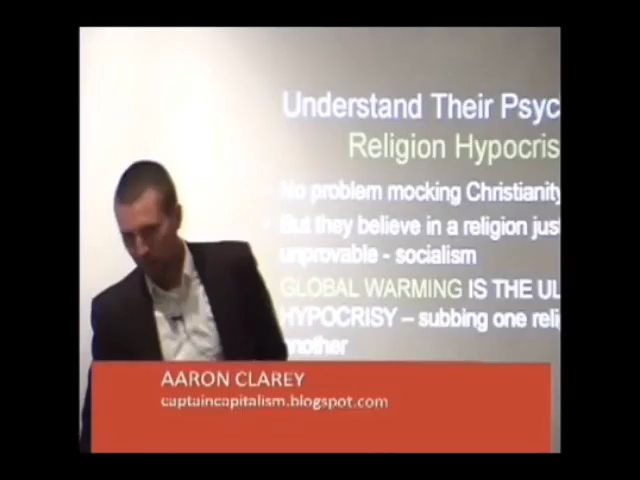 Understand Their Psyc
Religion Hypocris
No problem mocking Christianity
But they believe in a religion just
unprovable - socialism
GLOBAL WARMING IS THE UL
HYPOCRISY – subbing one reli
another
AARON CLAREY
captaincapitalism.blogspot.com